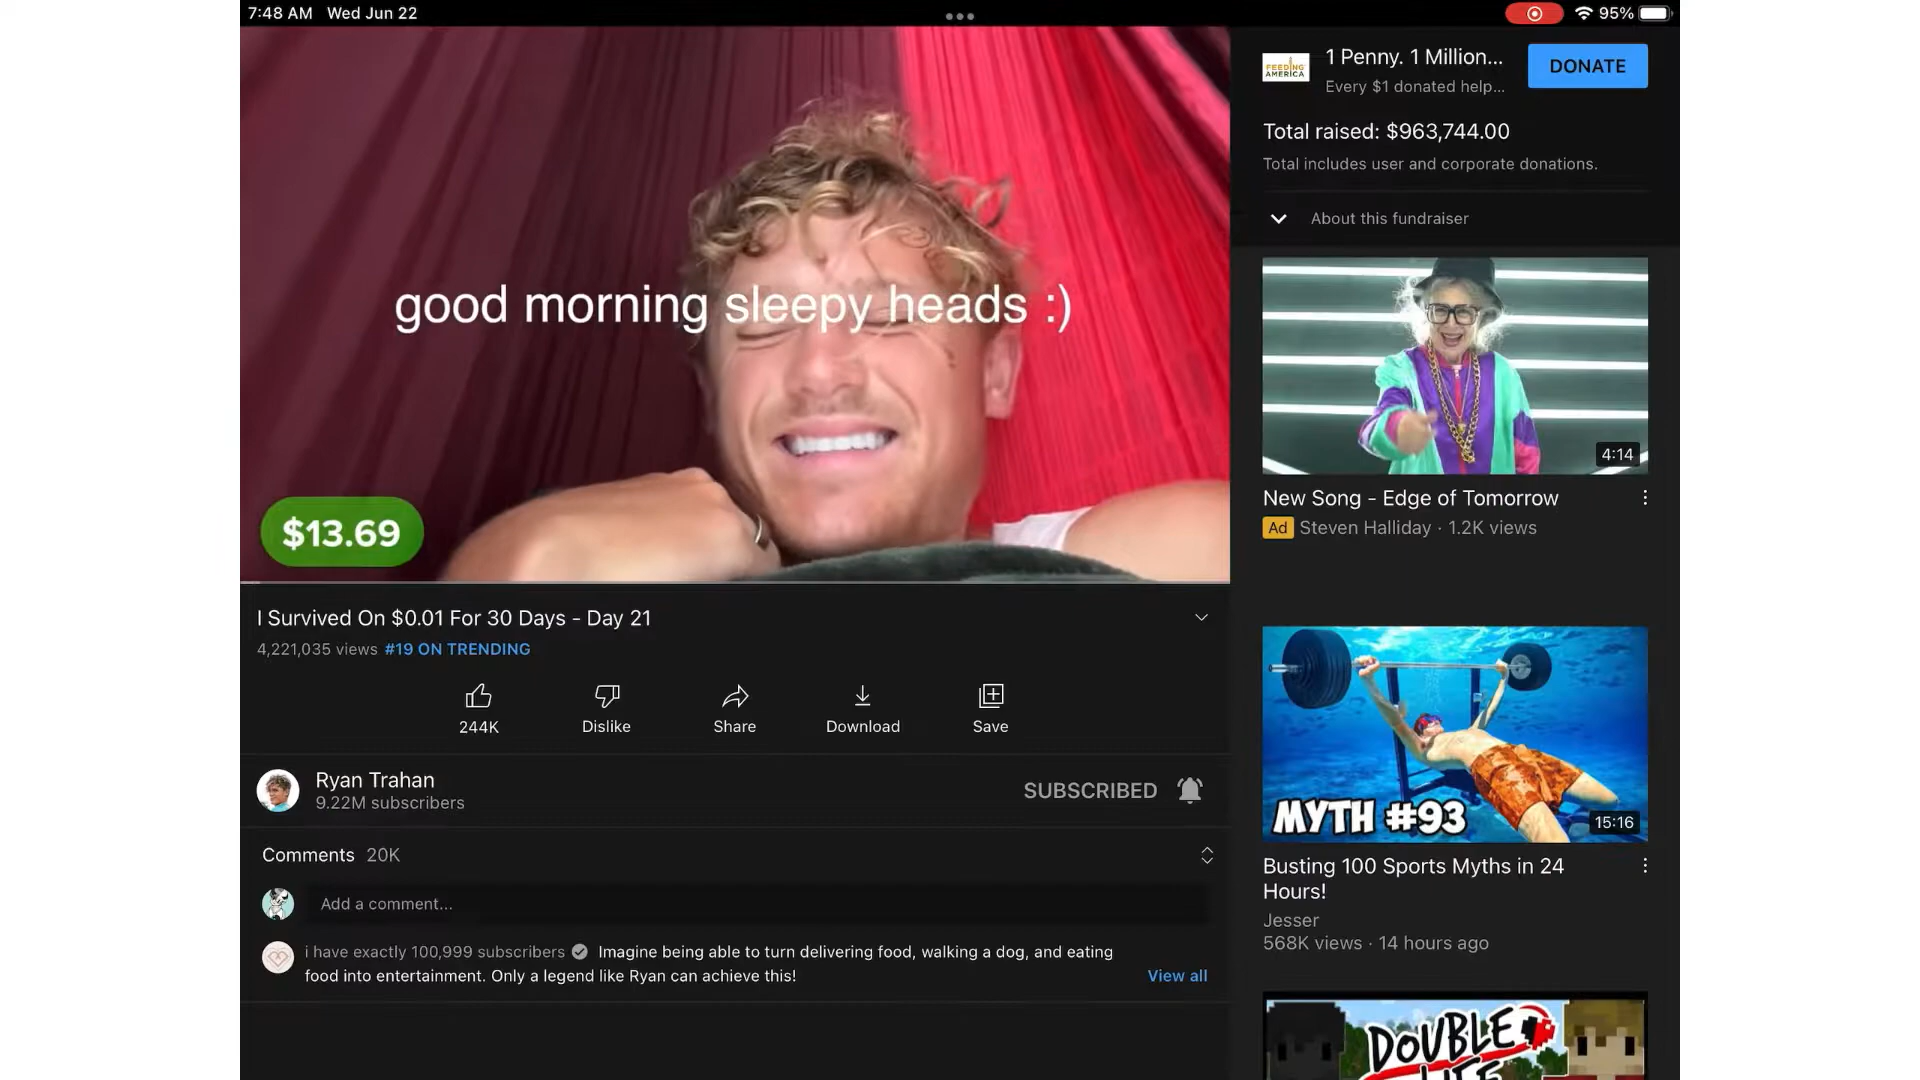 7:48 AM Wed Jun 22
95%
good morning sleepy heads :)
$13.69
I Survived On $0.01 For 30 Days - Day 21
4,221,035 views #19 ON TRENDING
244K
Dislike
Share
Download
Save
Ryan Trahan
9.22M subscribers
SUBSCRIBED
Comments 20K
Add a comment...
i have exactly 100,999 subscribers Imagine being able to turn delivering food, walking a dog, and eating
food into entertainment. Only a legend like Ryan can achieve this!
View all
FEEDING
AMERICA
1 Penny. 1 Million...
Every $1 donated help...
DONATE
Total raised: $963,744.00
Total includes user and corporate donations.
About this fundraiser
4:14
New Song - Edge of Tomorrow
Ad Steven Halliday · 1.2K views
MYTH #93
15:16
Busting 100 Sports Myths in 24
Hours!
Jesser
568K views · 14 hours ago
DOUBLE
LIFE